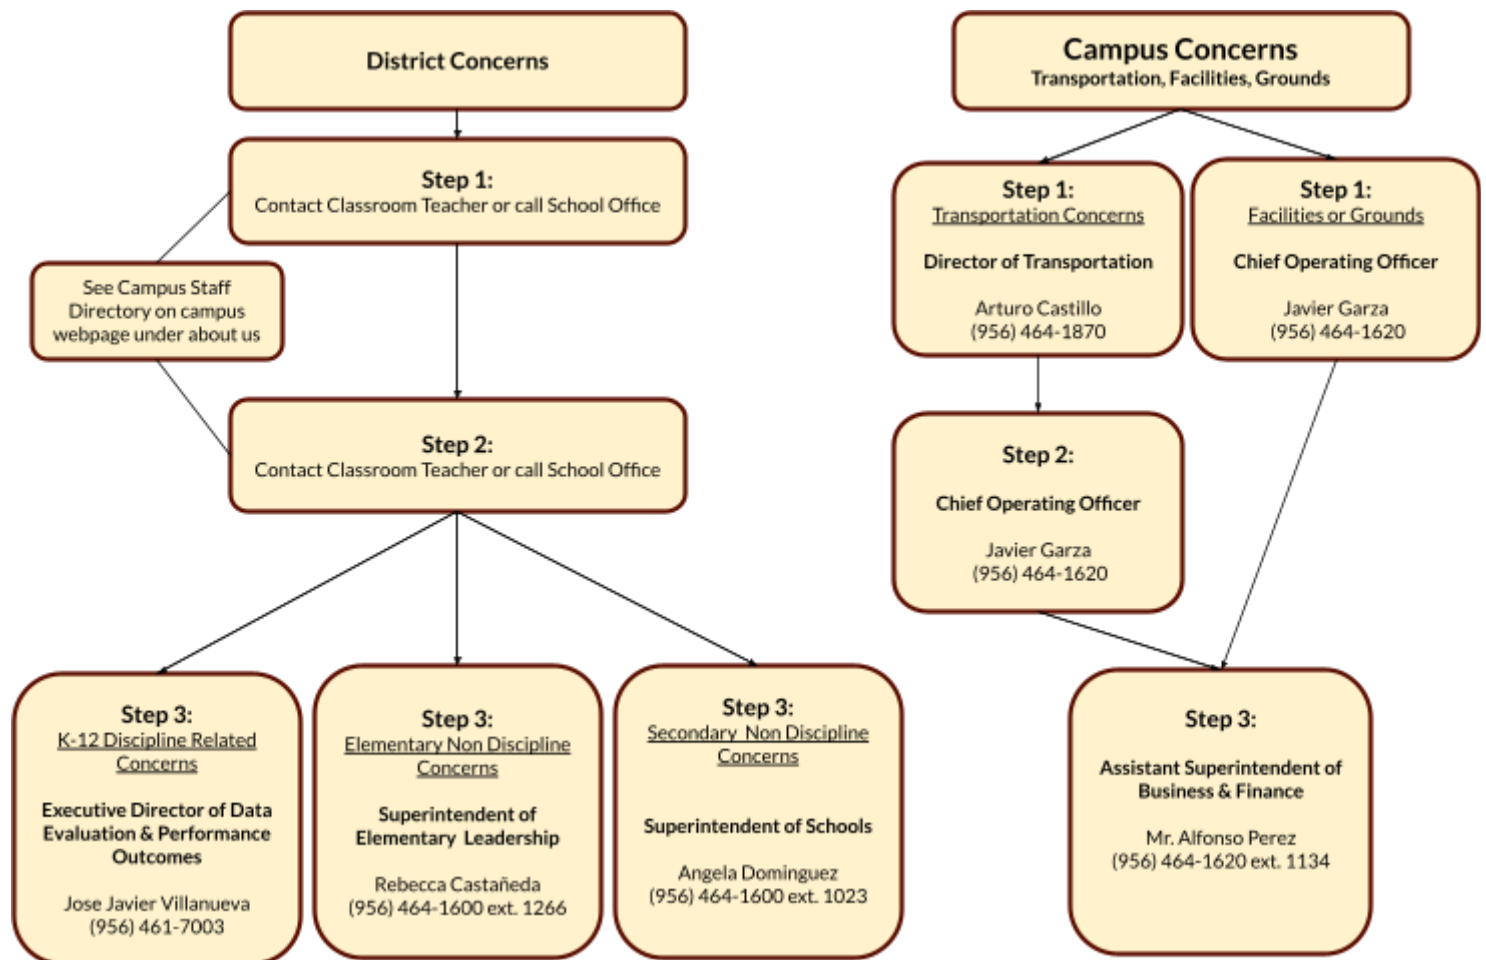 District Concerns
Step 1:
Contact Classroom Teacher or call School Office
See Campus Staff
Directory on campus
webpage under about us
Step 2:
Contact Classroom Teacher or call School Office
Step 3:
K-12 Discipline Related
Concerns
Executive Director of Data
Evaluation & Performance
Outcomes
Jose Javier Villanueva
(956) 461-7003
Step 3:
Elementary Non Discipline
Concerns
Superintendent of
Elementary Leadership
Rebecca Castañeda
(956) 464-1600 ext. 1266
Step 3:
Secondary Non Discipline
Concerns
Superintendent of Schools
Angela Dominguez
(956) 464-1600 ext. 1023
Campus Concerns
Transportation, Facilities, Grounds
Step 1:
Transportation Concerns
Director of Transportation
Arturo Castillo
(956) 464-1870
Step 1:
Facilities or Grounds
Chief Operating Officer
Javier Garza
(956) 464-1620
Step 2:
Chief Operating Officer
Javier Garza
(956) 464-1620
Step 3:
Assistant Superintendent of
Business & Finance
Mr. Alfonso Perez
(956) 464-1620 ext. 1134